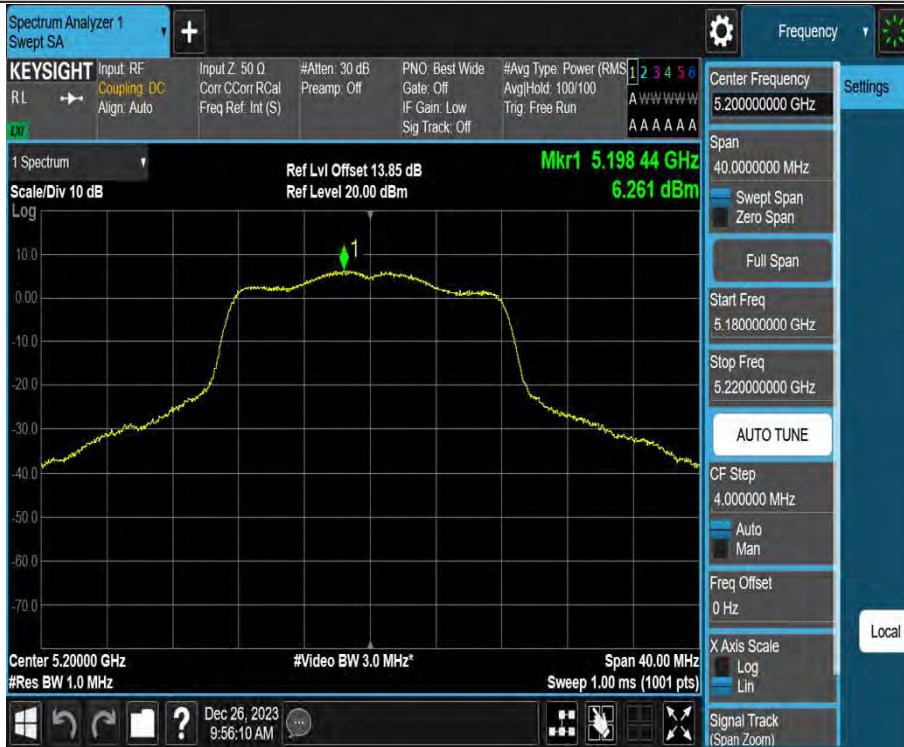 Spectrum Analyzer 1
Swept SA
Frequency
KEYSIGHT
RL
LXI
Input: RF
Coupling: DC
Align: Auto
Input Z: 50 Ω
Corr CCorr RCal
Freq Ref: Int (S)
#Atten: 30 dB
Preamp: Off
PNO: Best Wide
Gate: Off
IF Gain: Low
Sig Track: Off
#Avg Type: Power (RMS
Avg|Hold: 100/100
Trig: Free Run
1 2 3 4 5 6
A W W W W W
A A A A A A
Center Frequency
5.200000000 GHz
Settings
1 Spectrum
Scale/Div 10 dB
Log
Ref Lvl Offset 13.85 dB
Ref Level 20.00 dBm
Mkr1 5.198 44 GHz
6.261 dBm
1
10.0
0.00
-10.0
-20.0
-30.0
-40.0
-50.0
-60.0
-70.0
Center 5.20000 GHz
#Res BW 1.0 MHz
#Video BW 3.0 MHz*
Span 40.00 MHz
Sweep 1.00 ms (1001 pts)
Span
40.0000000 MHz
Swept Span
Zero Span
Full Span
Start Freq
5.180000000 GHz
Stop Freq
5.220000000 GHz
AUTO TUNE
CF Step
4.000000 MHz
Auto
Man
Freq Offset
0 Hz
X Axis Scale
Log
Lin
Signal Track
(Span Zoom)
Local
?
Dec 26, 2023
9:56:10 AM